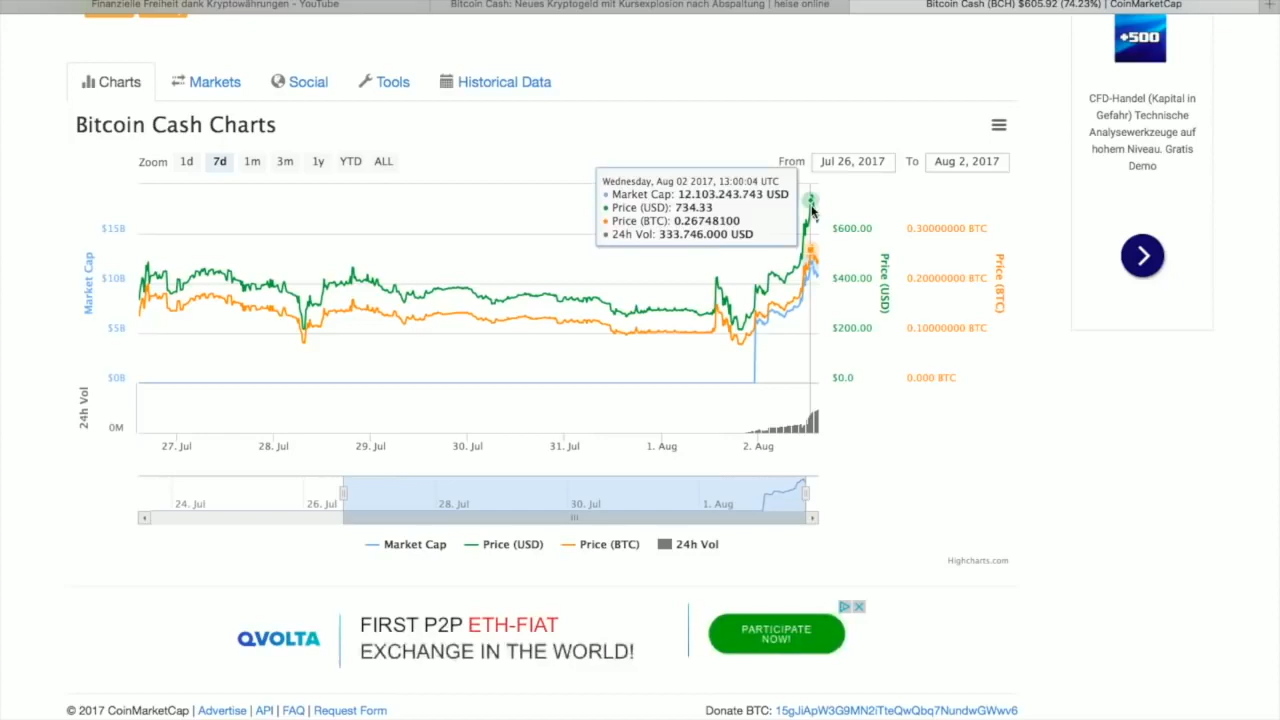 Finanzielle Freiheit dank Kryptowährungen - YouTube
Bitcoin Cash: Neues Kryptogeld mit Kursexplosion nach Abspaltung | heise online
Bitcoin Cash (BCH) $605.92 (74.23%) | CoinMarketCap
+500
Charts
Markets
Social
Tools
Historical Data
CFD-Handel (Kapital in
Gefahr) Technische
Analysewerkzeuge auf
hohem Niveau. Gratis
Demo
Bitcoin Cash Charts
Zoom 1d 7d 1m 3m 1y YTD ALL
From Jul 26, 2017 To Aug 2, 2017
Wednesday, Aug 02 2017, 13:00:04 UTC
Market Cap: 12.103.243.743 USD
Price (USD): 734.33
Price (BTC): 0.26748100
24h Vol: 333.746.000 USD
$15B
$10B
$5B
$0B
Market Cap
24h Vol
0M
$600.00
$400.00
$200.00
$0.0
Price (USD)
0.30000000 BTC
0.20000000 BTC
0.10000000 BTC
0.000 BTC
Price (BTC)
27. Jul 28. Jul 29. Jul 30. Jul 31. Jul 1. Aug 2. Aug
24. Jul 26. Jul 28. Jul 30. Jul 1. Aug
Market Cap Price (USD) Price (BTC) 24h Vol
Highcharts.com
QVOLTA
FIRST P2P ETH-FIAT
EXCHANGE IN THE WORLD!
PARTICIPATE
NOW!
© 2017 CoinMarketCap | Advertise | API | FAQ | Request Form
Donate BTC: 15gJiApW3G9MN2iTteQwQbq7NundwGWwv6